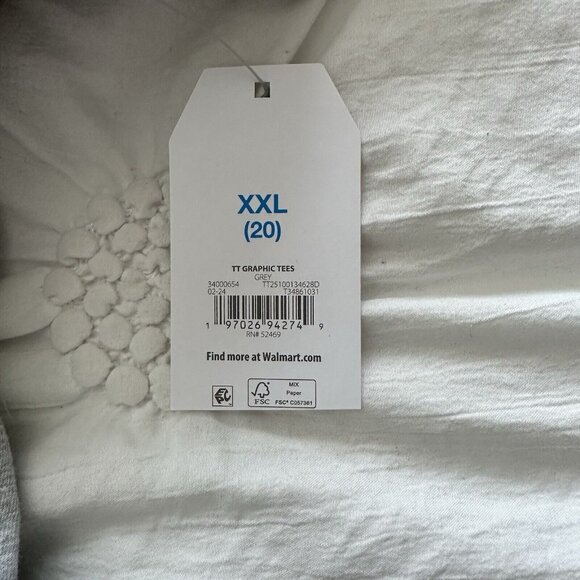 XXL
(20)
TT GRAPHIC TEES
GREY
34000654 TT25100134628D
02-24 T34861031
1 97026 94274 9
RN# 52469
Find more at Walmart.com
FSC
MIX
Paper
FSC® C057381